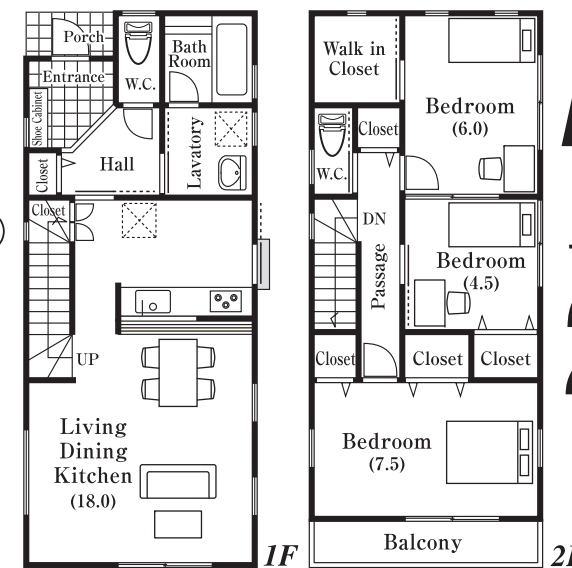 Porch
Entrance
Shoe Cabinet
W.C.
Bath
Room
Lavatory
Hall
Closet
Closet
UP
Living
Dining
Kitchen
(18.0)
1F
Walk in
Closet
Bedroom
(6.0)
Closet
W.C.
DN
Passage
Bedroom
(4.5)
Closet
Closet
Closet
Bedroom
(7.5)
Balcony